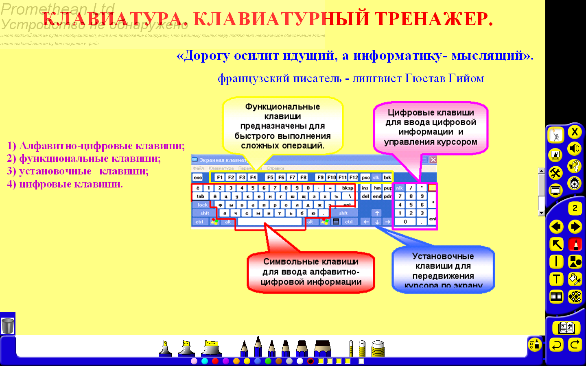 Promethean Ltd
Устройство не обнаружено
КЛАВИАТУРА. КЛАВИАТУРНЫЙ ТРЕНАЖЕР.
«Дорогу осилит идущий, а информатику- мыслящий».
французский писатель - лингвист Гюстав Гийом
Функциональные
клавиши
предназначены для
быстрого выполнения
сложных операций.
Цифровые клавиши
для ввода цифровой
информации и
управления курсором
1) Алфавитно-цифровые клавиши;
2) функциональные клавиши;
3) установочные клавиши;
4) цифровые клавиши.
Экранная клавиатура
Символьные клавиши
для ввода алфавитно-
цифровой информации
Установочные
клавиши для
передвижения
курсора по экрану